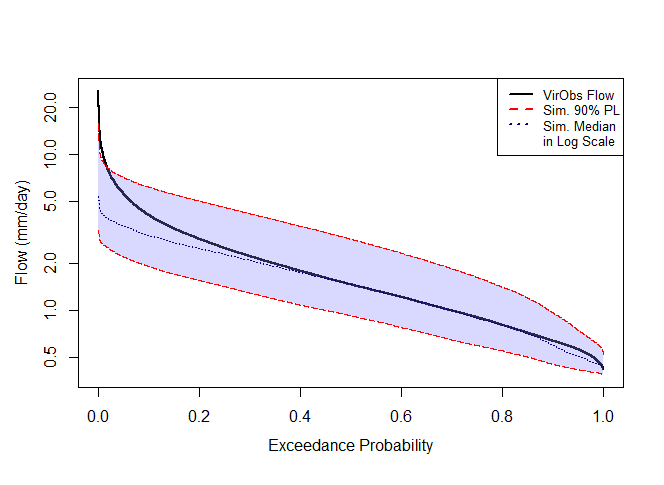 VirObs Flow
Sim. 90% PL
Sim. Median
in Log Scale
Flow (mm/day)
20.0
10.0
5.0
2.0
1.0
0.5
0.0 0.2 0.4 0.6 0.8 1.0
Exceedance Probability